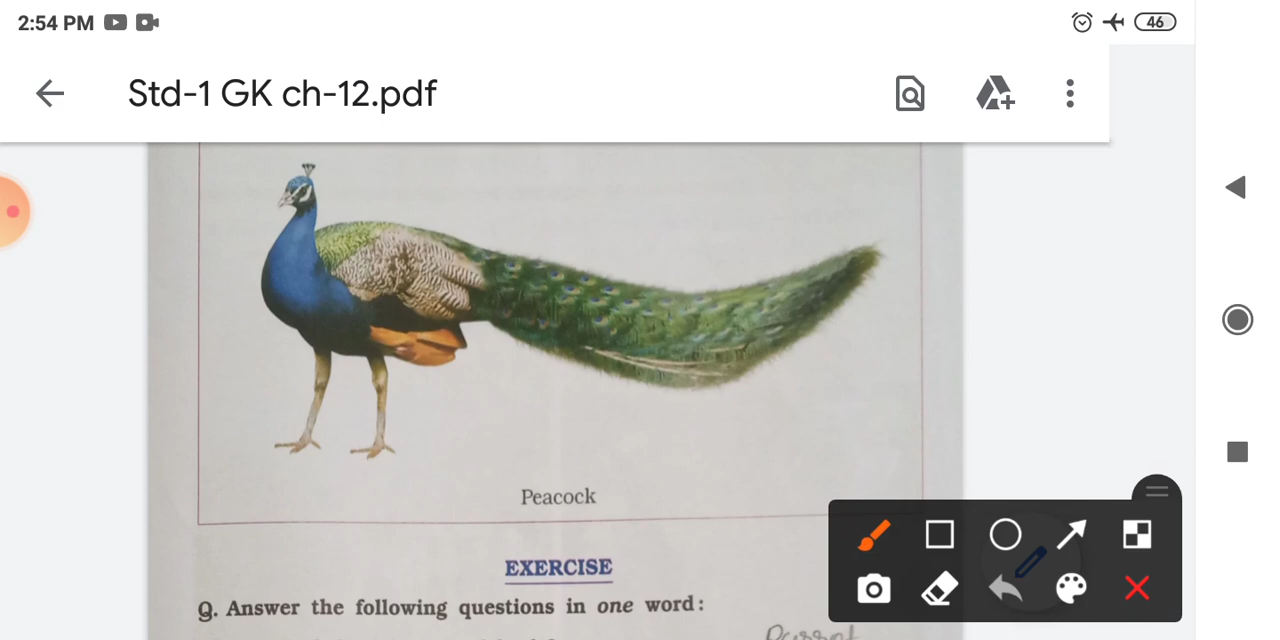 2:54 PM
46
Std-1 GK ch-12.pdf
Peacock
EXERCISE
Q. Answer the following questions in one word:
Parrot